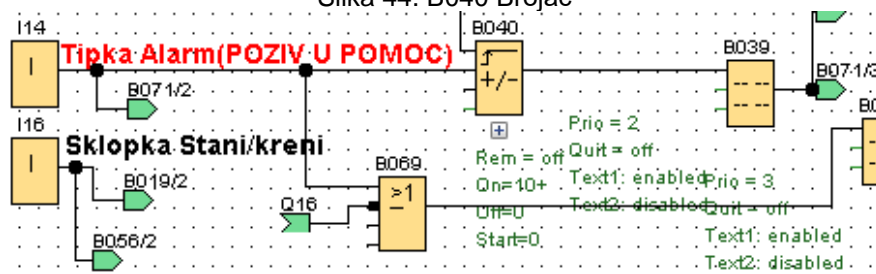 Slika 44. B040 Brojač
I14
B040
Tipka Alarm(POZIV U POMOC)
B039
I
+/-
B071/2
B071/3
I16
Sklopka Stani/kreni
Prio = 2
Rem = off
Quit = off
I
B069
B019/2
On=10+
Text1: enabled
Prio = 3
Q16
≥1
Off=0
Text2: disabled
Quit = off
B056/2
Start=0
Text1: enabled
Text2: disabled